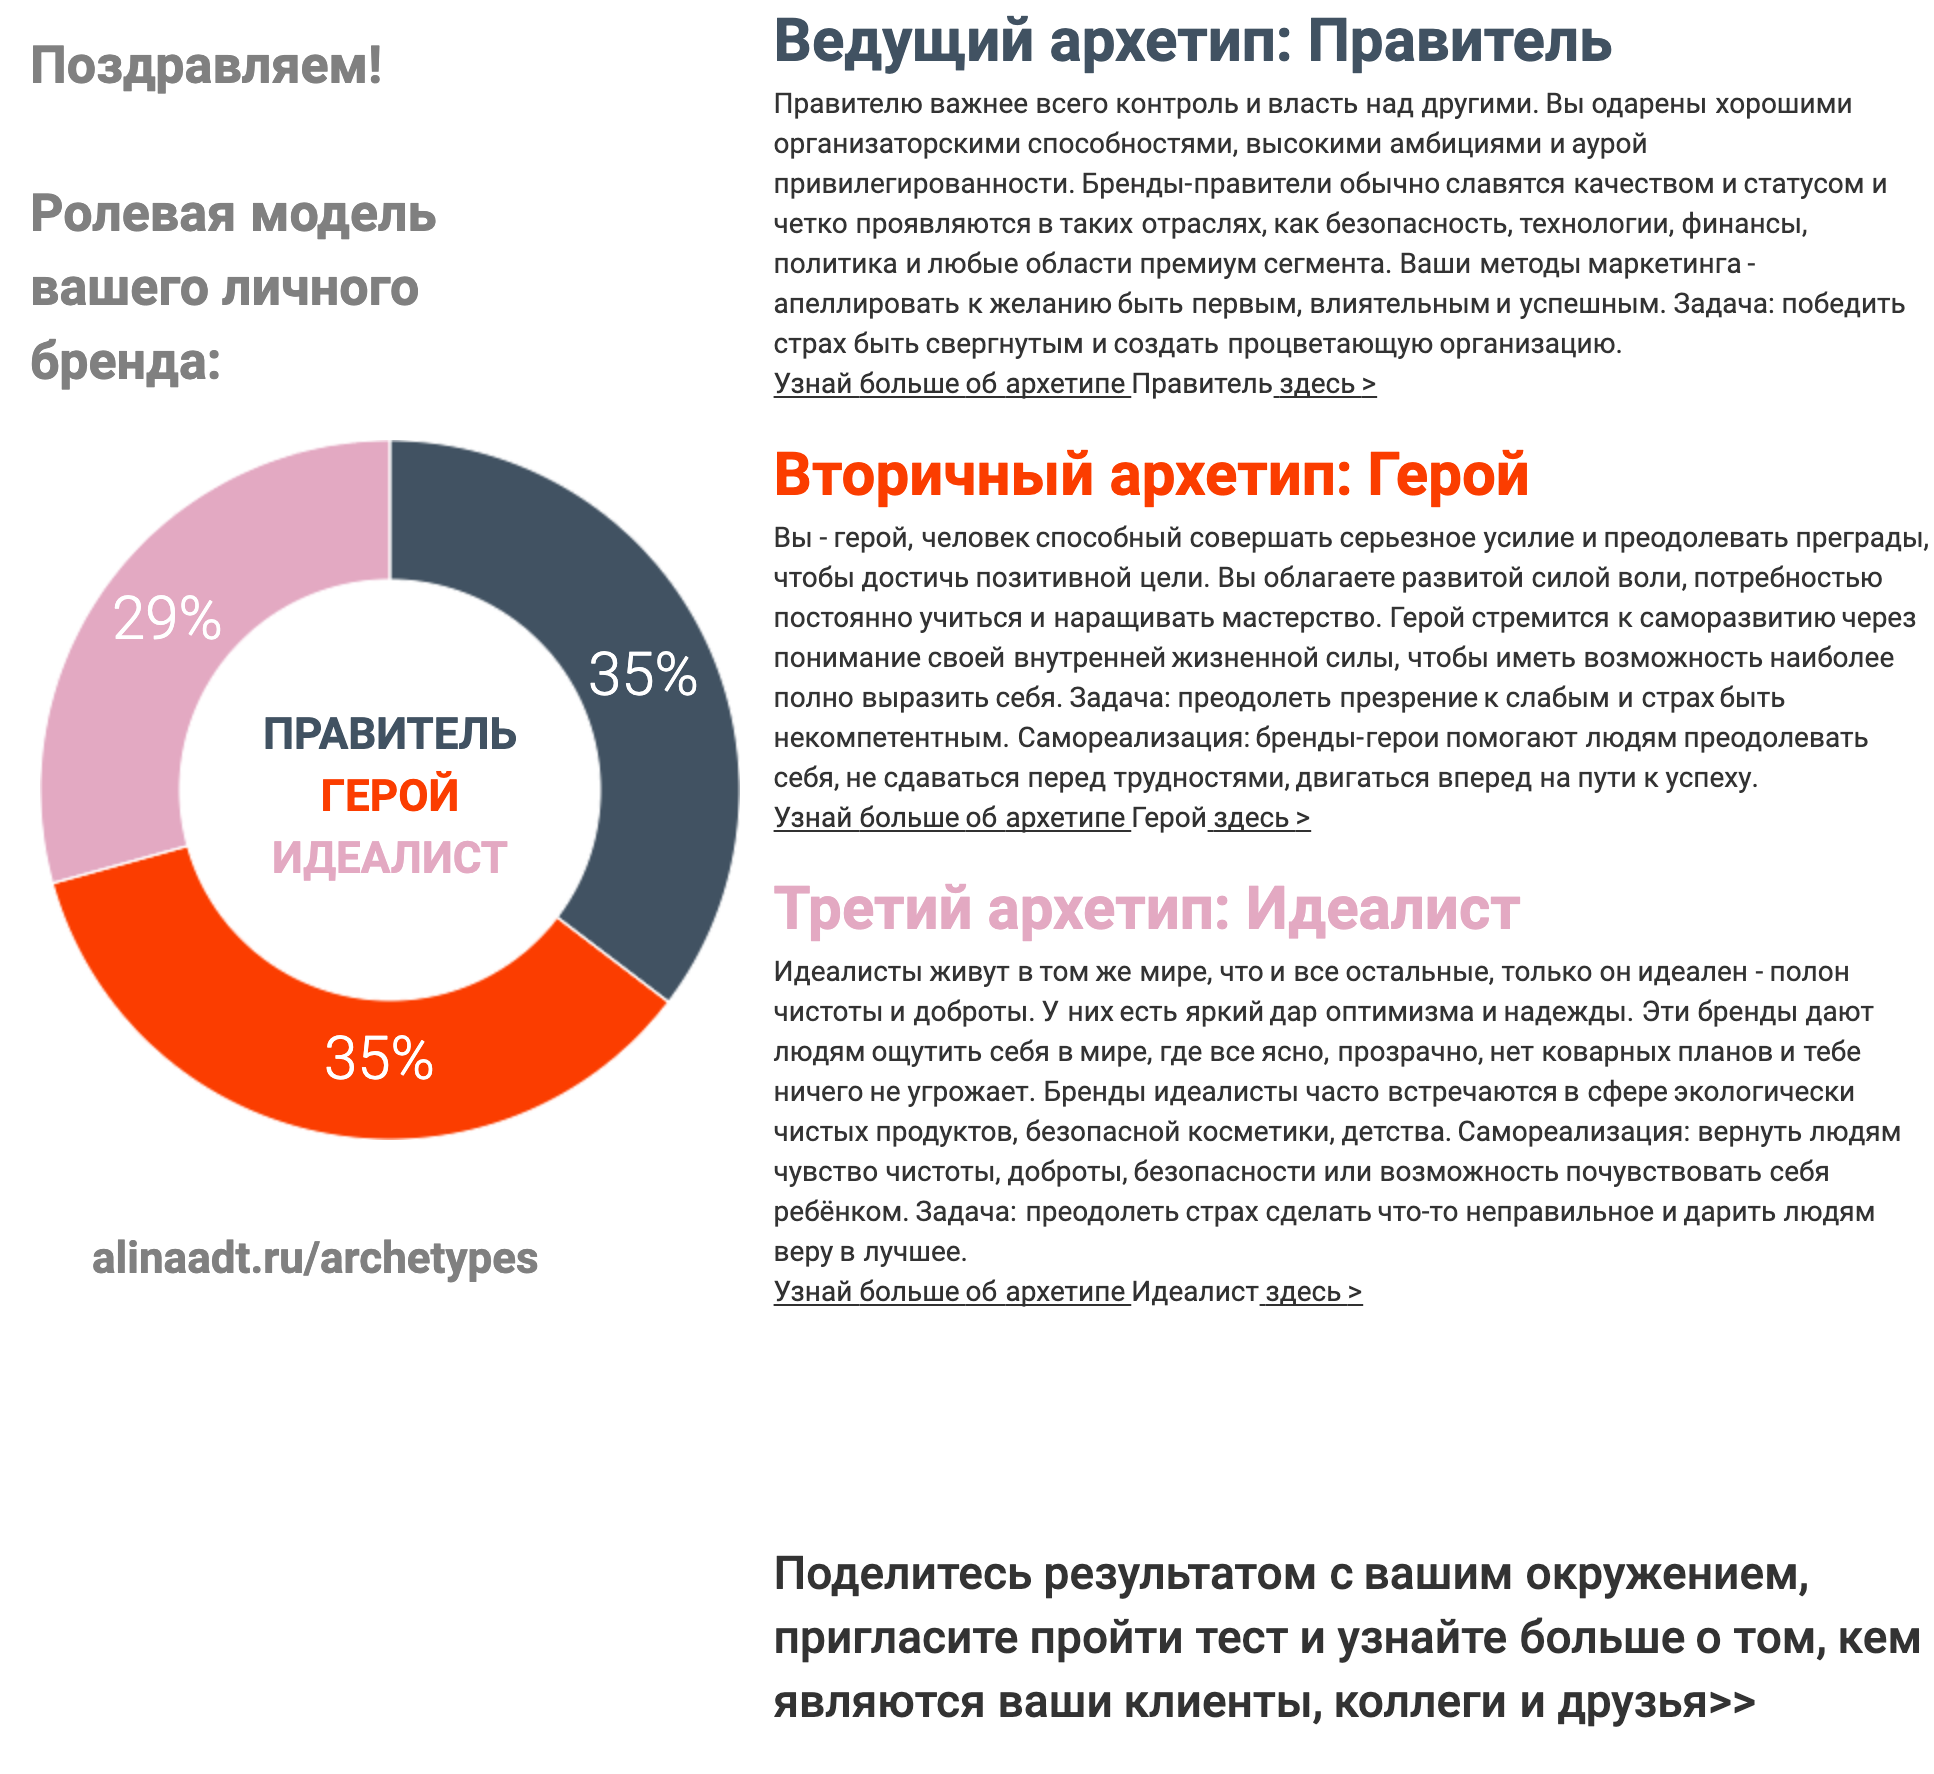 Поздравляем!
Ролевая модель
вашего личного
бренда:
29%
35%
ПРАВИТЕЛЬ
ГЕРОЙ
ИДЕАЛИСТ
35%
alinaadt.ru/archetypes
Ведущий архетип: Правитель
Правителю важнее всего контроль и власть над другими. Вы одарены хорошими
организаторскими способностями, высокими амбициями и аурой
привилегированности. Бренды-правители обычно славятся качеством и статусом и
четко проявляются в таких отраслях, как безопасность, технологии, финансы,
политика и любые области премиум сегмента. Ваши методы маркетинга -
апеллировать к желанию быть первым, влиятельным и успешным. Задача: победить
страх быть свергнутым и создать процветающую организацию.
Узнай больше об архетипе Правитель здесь >
Вторичный архетип: Герой
Вы - герой, человек способный совершать серьезное усилие и преодолевать преграды,
чтобы достичь позитивной цели. Вы облагаете развитой силой воли, потребностью
постоянно учиться и наращивать мастерство. Герой стремится к саморазвитию через
понимание своей внутренней жизненной силы, чтобы иметь возможность наиболее
полно выразить себя. Задача: преодолеть презрение к слабым и страх быть
некомпетентным. Самореализация: бренды-герои помогают людям преодолевать
себя, не сдаваться перед трудностями, двигаться вперед на пути к успеху.
Узнай больше об архетипе Герой здесь >
Третий архетип: Идеалист
Идеалисты живут в том же мире, что и все остальные, только он идеален - полон
чистоты и доброты. У них есть яркий дар оптимизма и надежды. Эти бренды дают
людям ощутить себя в мире, где все ясно, прозрачно, нет коварных планов и тебе
ничего не угрожает. Бренды идеалисты часто встречаются в сфере экологически
чистых продуктов, безопасной косметики, детства. Самореализация: вернуть людям
чувство чистоты, доброты, безопасности или возможность почувствовать себя
ребёнком. Задача: преодолеть страх сделать что-то неправильное и дарить людям
веру в лучшее.
Узнай больше об архетипе Идеалист здесь >
Поделитесь результатом с вашим окружением,
пригласите пройти тест и узнайте больше о том, кем
являются ваши клиенты, коллеги и друзья>>